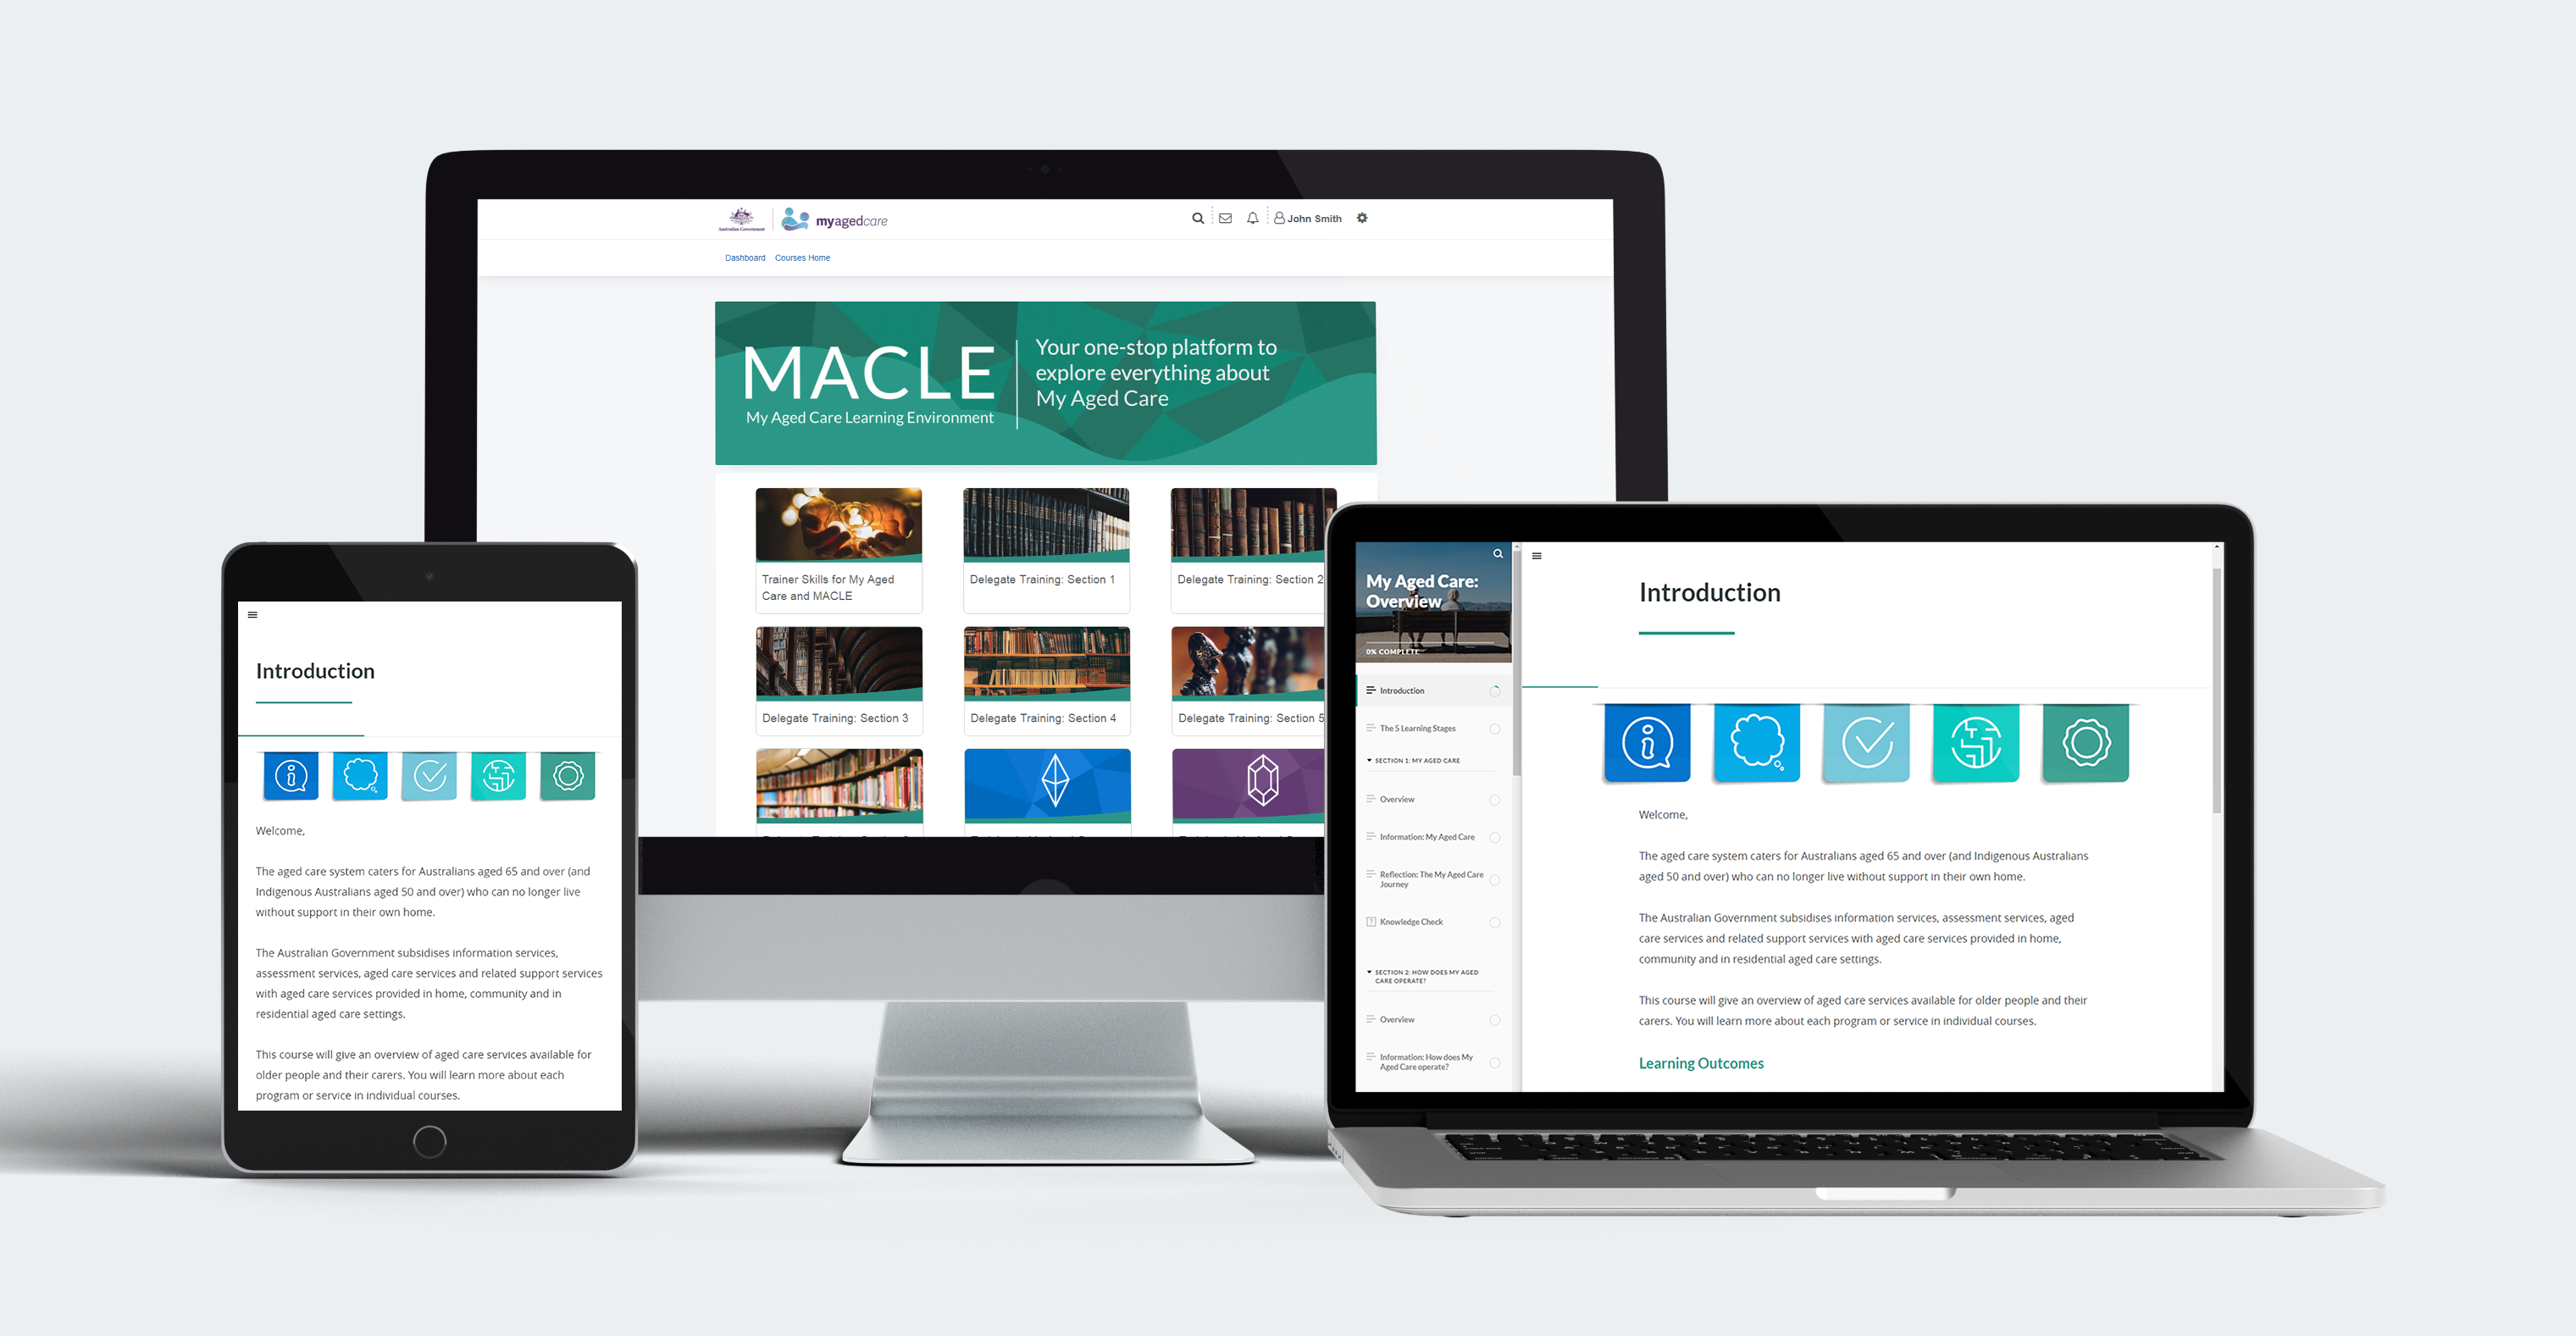 Australian Government
myagedcare
John Smith
Dashboard Courses Home
MACLE
My Aged Care Learning Environment
Your one-stop platform to
explore everything about
My Aged Care
Trainer Skills for My Aged
Care and MACLE
Delegate Training: Section 1
Delegate Training: Section 2
Delegate Training: Section 3
Delegate Training: Section 4
Delegate Training: Section 5
Introduction
Welcome,
The aged care system caters for Australians aged 65 and over (and
Indigenous Australians aged 50 and over) who can no longer live
without support in their own home.
The Australian Government subsidises information services,
assessment services, aged care services and related support services
with aged care services provided in home, community and in
residential aged care settings.
This course will give an overview of aged care services available for
older people and their carers. You will learn more about each
program or service in individual courses.
My Aged Care:
Overview
0% COMPLETE
Introduction
The 5 Learning Stages
SECTION 1: MY AGED CARE
Overview
Information: My Aged Care
Reflection: The My Aged Care
Journey
Knowledge Check
SECTION 2: HOW DOES MY AGED
CARE OPERATE?
Overview
Information: How does My
Aged Care operate?
Introduction
Welcome,
The aged care system caters for Australians aged 65 and over (and Indigenous Australians
aged 50 and over) who can no longer live without support in their own home.
The Australian Government subsidises information services, assessment services, aged
care services and related support services with aged care services provided in home,
community and in residential aged care settings.
This course will give an overview of aged care services available for older people and their
carers. You will learn more about each program or service in individual courses.
Learning Outcomes